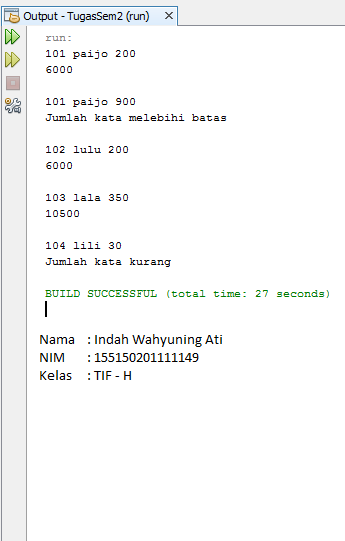 Output - TugasSem2 (run)
run:
101 paijo 200
6000
101 paijo 900
Jumlah kata melebihi batas
102 lulu 200
6000
103 lala 350
10500
104 lili 30
Jumlah kata kurang
BUILD SUCCESSFUL (total time: 27 seconds)
Nama : Indah Wahyuning Ati
NIM : 155150201111149
Kelas : TIF - H